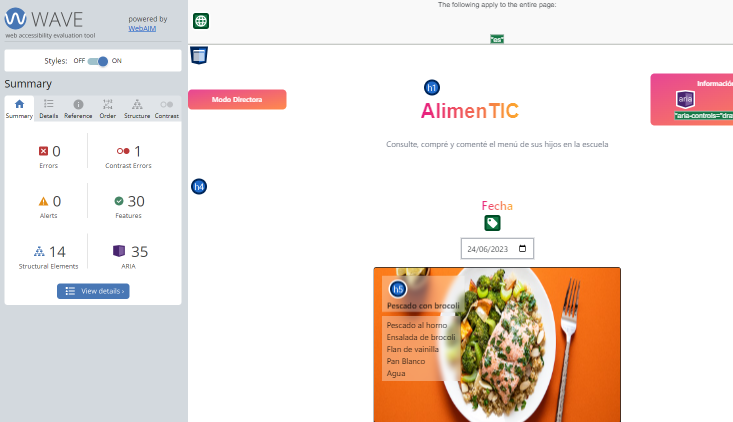 WAVE
web accessibility evaluation tool
powered by
WebAIM
Styles: OFF ON
Summary
Summary Details Reference Order Structure Contrast
0
Errors
1
Contrast Errors
0
Alerts
30
Features
14
Structural Elements
35
ARIA
View details ›
The following apply to the entire page:
"es"
Modo Directora
h1
AlimenTIC
Informació
aria
*aria-controls="dra
Consulte, compré y comenté el menú de sus hijos en la escuela
h4
Fecha
24/06/2023
h5
Pescado con brocoli
Pescado al horno
Ensalada de brocoli
Flan de vainilla
Pan Blanco
Agua